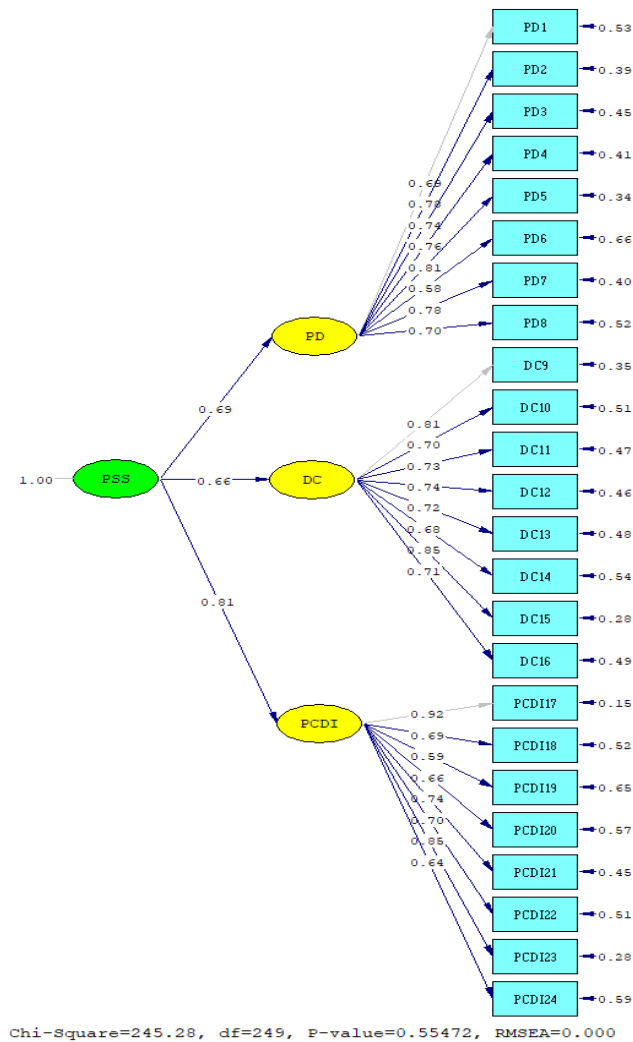 PD1 0.53
PD2 0.39
PD3 0.45
PD4 0.41
0.69
PD5 0.34
0.78
0.74
PD6 0.66
0.76
0.81
PD7 0.40
0.58
0.78
PD8 0.52
0.70
PD
DC9 0.35
0.69
DC10 0.51
0.81
0.70
DC11 0.47
0.73
1.00 PSS 0.66 DC
0.74
DC12 0.46
0.72
0.68
DC13 0.48
0.85
0.71
DC14 0.54
0.81
DC15 0.28
DC16 0.49
PCDI17 0.15
0.92
PCDI
0.69
PCDI18 0.52
0.59
0.66
PCDI19 0.65
0.74
0.70
PCDI20 0.57
0.85
0.64
PCDI21 0.45
PCDI22 0.51
PCDI23 0.28
PCDI24 0.59
Chi-Square=245.28, df=249, P-value=0.55472, RMSEA=0.000